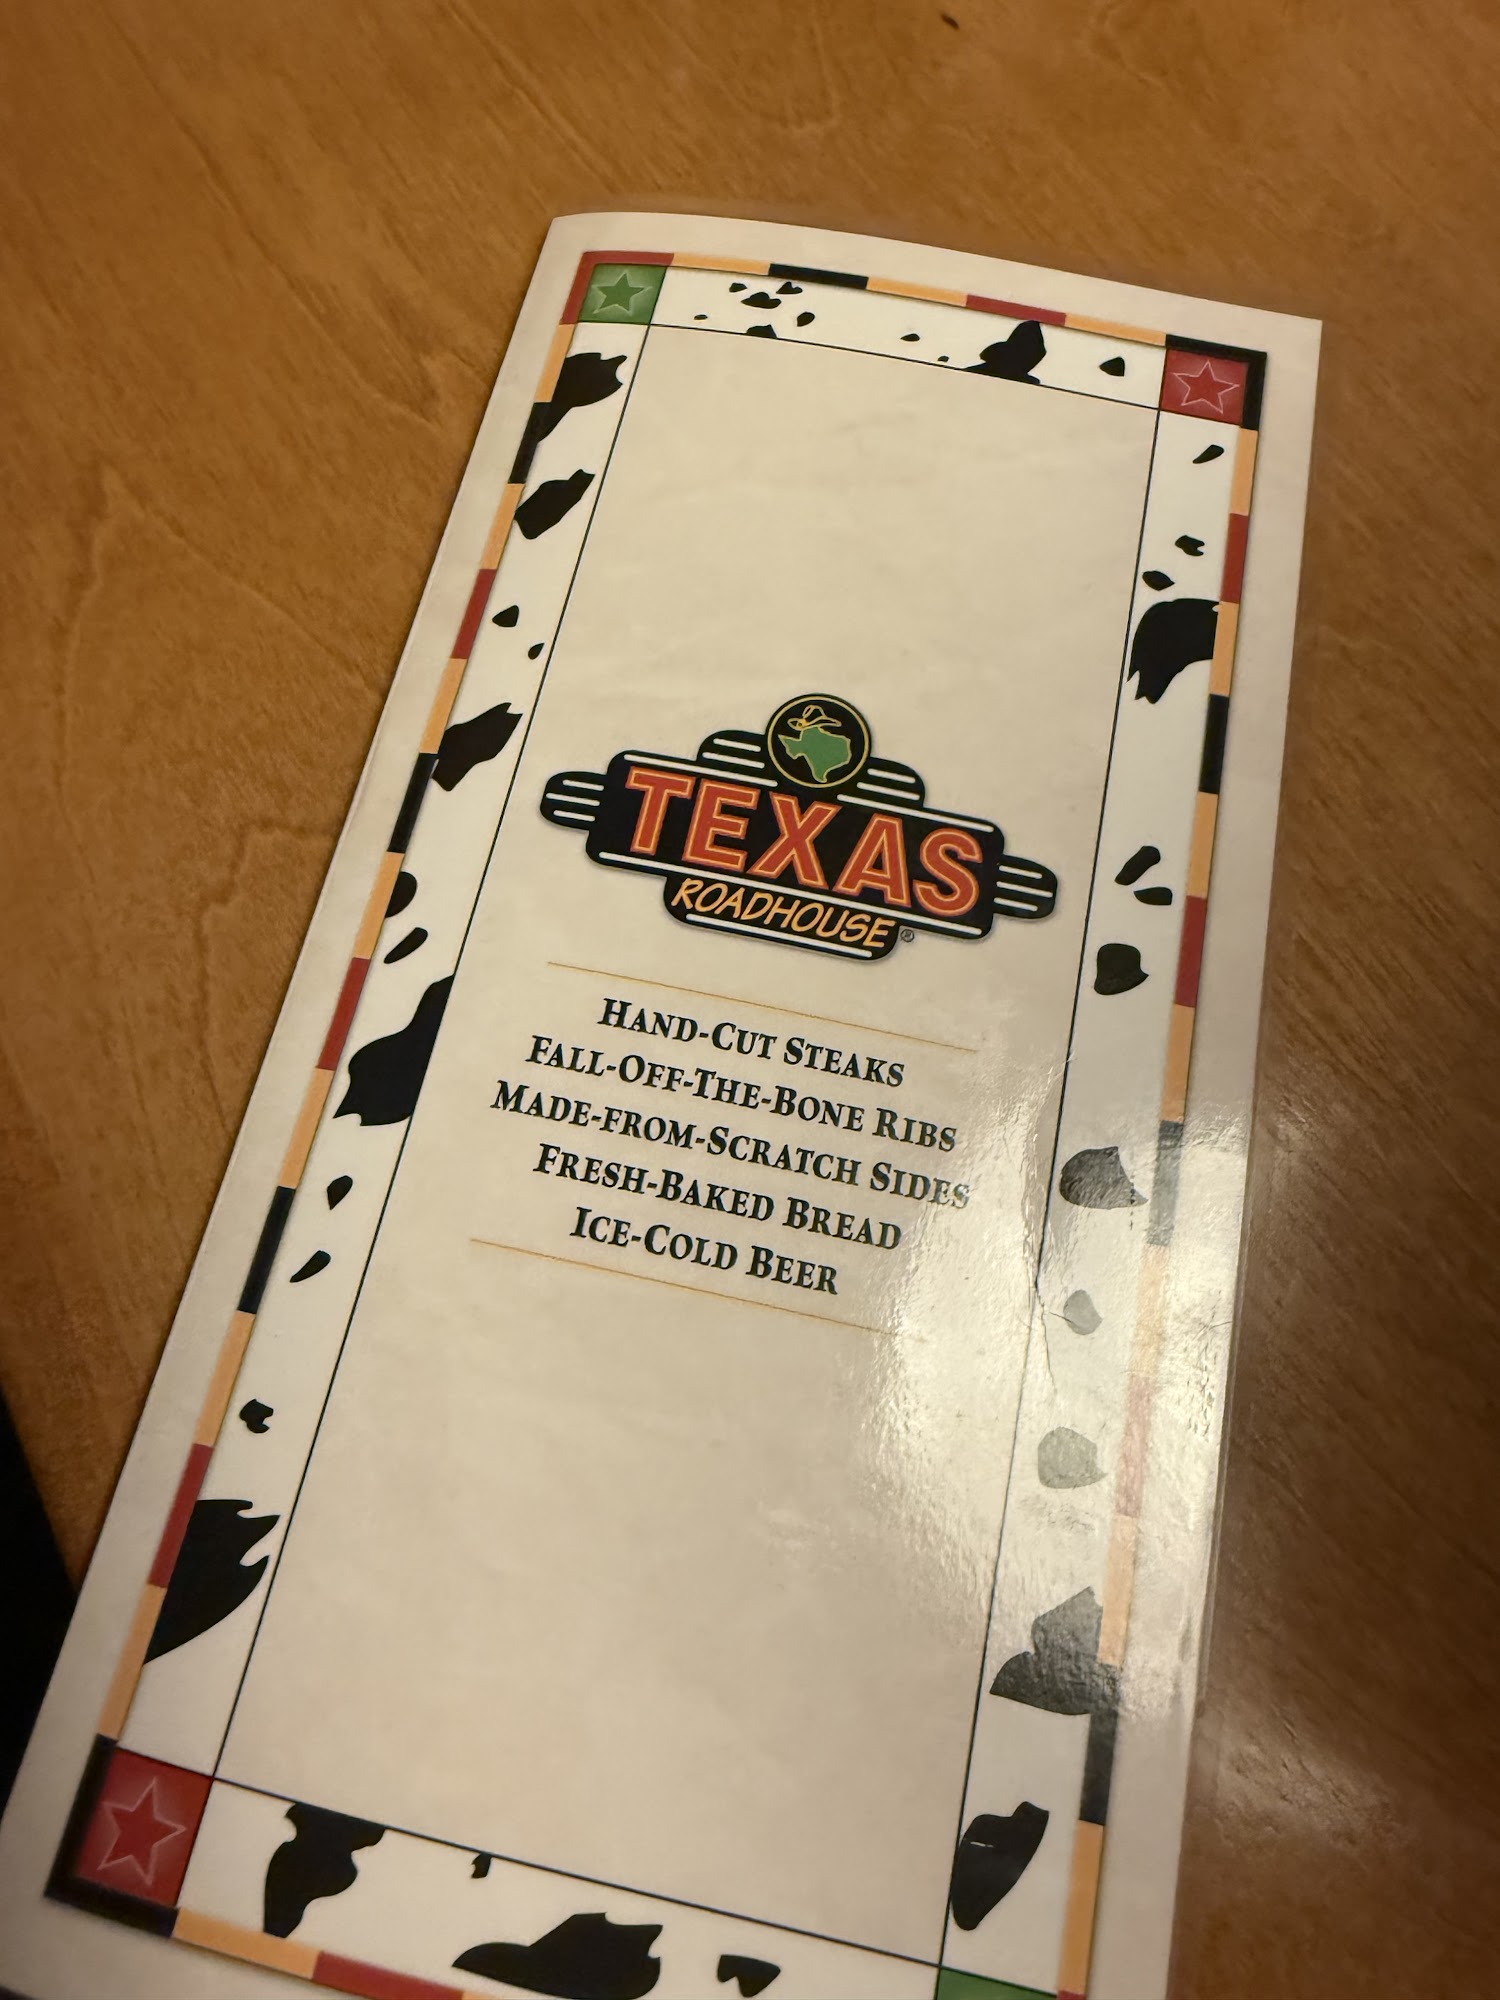 TEXAS
ROADHOUSE®
HAND-CUT STEAKS
FALL-OFF-THE-BONE RIBS
MADE-FROM-SCRATCH SIDES
FRESH-BAKED BREAD
ICE-COLD BEER